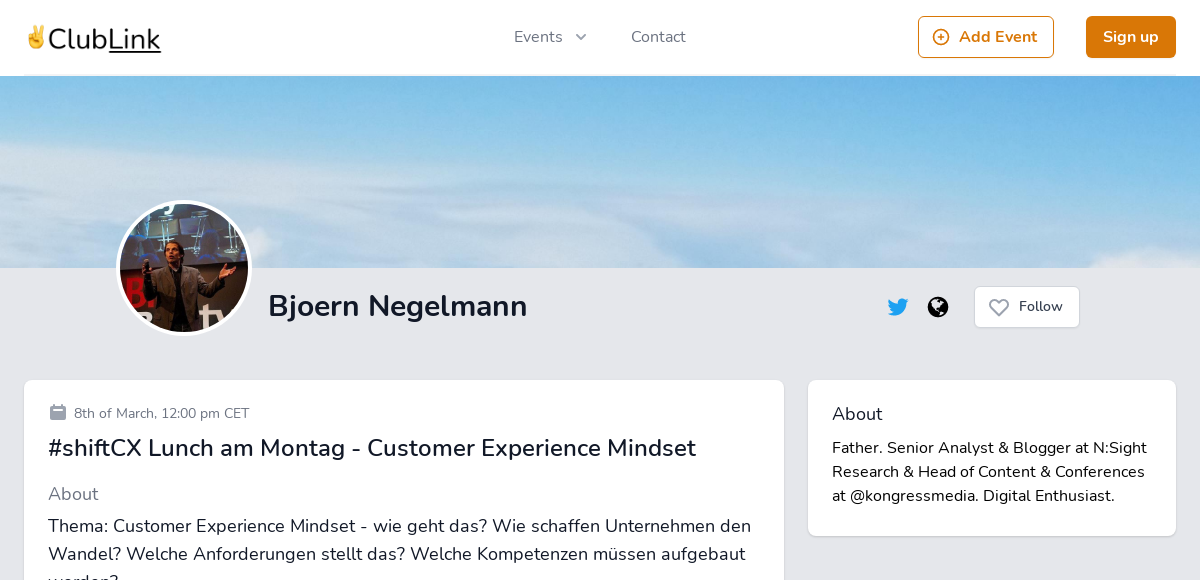 ✌ClubLink
Events
Contact
Add Event
Sign up
Bjoern Negelmann
Follow
8th of March, 12:00 pm CET
#shiftCX Lunch am Montag - Customer Experience Mindset
About
Thema: Customer Experience Mindset - wie geht das? Wie schaffen Unternehmen den
Wandel? Welche Anforderungen stellt das? Welche Kompetenzen müssen aufgebaut
werden?
About
Father. Senior Analyst & Blogger at N:Sight
Research & Head of Content & Conferences
at @kongressmedia. Digital Enthusiast.